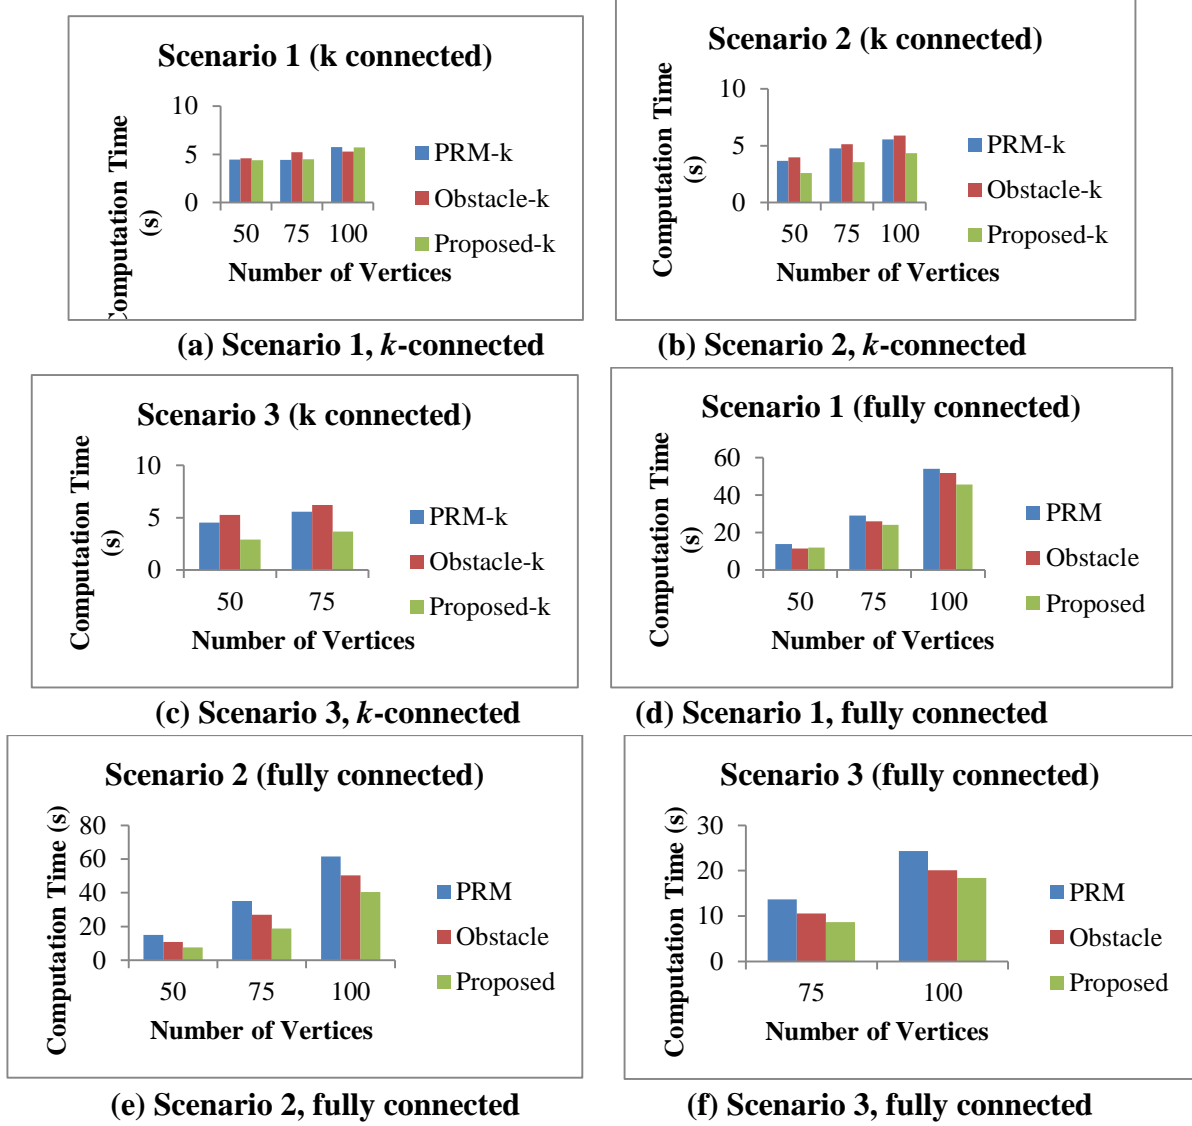 Scenario 1 (k connected)
Computation Time
(s)
10
5
0
50 75 100
Number of Vertices
PRM-k
Obstacle-k
Proposed-k
(a) Scenario 1, k-connected
Scenario 2 (k connected)
Computation Time
(s)
10
5
0
50 75 100
Number of Vertices
PRM-k
Obstacle-k
Proposed-k
(b) Scenario 2, k-connected
Scenario 3 (k connected)
Computation Time
(s)
10
5
0
50 75
Number of Vertices
PRM-k
Obstacle-k
Proposed-k
(c) Scenario 3, k-connected
Scenario 1 (fully connected)
Computation Time
(s)
60
40
20
0
50 75 100
Number of Vertices
PRM
Obstacle
Proposed
(d) Scenario 1, fully connected
Scenario 2 (fully connected)
Computation Time (s)
80
60
40
20
0
50 75 100
Number of Vertices
PRM
Obstacle
Proposed
(e) Scenario 2, fully connected
Scenario 3 (fully connected)
Computation Time (s)
30
20
10
0
75 100
Number of Vertices
PRM
Obstacle
Proposed
(f) Scenario 3, fully connected